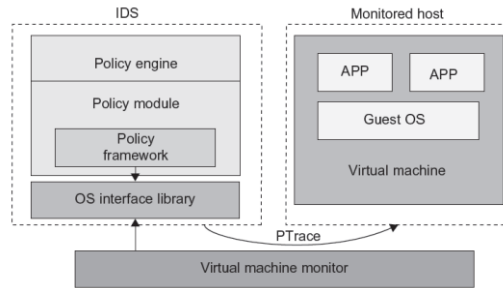 IDS
Monitored host
Policy engine
Policy module
Policy
framework
OS interface library
APP
APP
Guest OS
Virtual machine
PTrace
Virtual machine monitor